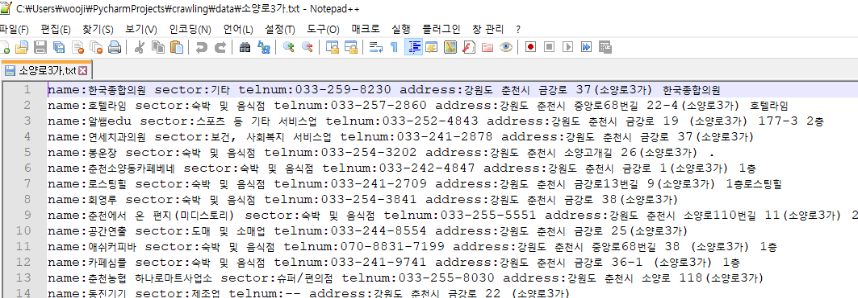 C:\Users\wooji\PycharmProjects\crawling\data\소양로3가.txt - Notepad++
파일(F) 편집(E) 찾기(S) 보기(V) 인코딩(N) 언어(L) 설정(T) 도구(O) 매크로 실행 플러그인 창 관리 ?
소양로3가.txt
1 name:한국종합의원 sector:기타 telnum:033-259-8230 address:강원도 춘천시 금강로 37(소양로3가) 한국종합의원
2 name:호텔라임 sector:숙박 및 음식점 telnum:033-257-2860 address:강원도 춘천시 중앙로68번길 22-4(소양로3가) 호텔라임
3 name:알쌤edu sector:스포츠 등 기타 서비스업 telnum:033-252-4843 address:강원도 춘천시 금강로 19 (소양로3가) 177-3 2층
4 name:연세치과의원 sector:보건, 사회복지 서비스업 telnum:033-241-2878 address:강원도 춘천시 금강로 37(소양로3가)
5 name:봉운장 sector:숙박 및 음식점 telnum:033-254-3202 address:강원도 춘천시 소양고개길 26(소양로3가) .
6 name:춘천소양동카페베네 sector:숙박 및 음식점 telnum:033-242-4847 address:강원도 춘천시 금강로 1(소양로3가) 1층
7 name:로스팅힐 sector:숙박 및 음식점 telnum:033-241-2709 address:강원도 춘천시 금강로13번길 9(소양로3가) 1층로스팅힐
8 name:회영루 sector:숙박 및 음식점 telnum:033-254-3841 address:강원도 춘천시 금강로 38(소양로3가)
9 name:춘천에서 온 편지(미디스토리) sector:숙박 및 음식점 telnum:033-255-5551 address:강원도 춘천시 소양로110번길 11(소양로3가) 2
10 name:공간연출 sector:도매 및 소매업 telnum:033-244-8554 address:강원도 춘천시 금강로 25(소양로3가)
11 name:애쉬커피바 sector:숙박 및 음식점 telnum:070-8831-7199 address:강원도 춘천시 중앙로68번길 38 (소양로3가) 1층
12 name:카페심플 sector:숙박 및 음식점 telnum:033-241-9741 address:강원도 춘천시 금강로 36-1 (소양로3가) 1층
13 name:춘천농협 하나로마트사업소 sector:슈퍼/편의점 telnum:033-255-8030 address:강원도 춘천시 소양로 118(소양로3가)
14 name:동진기기 sector:제조업 telnum:-- address:강원도 춘천시 금강로 22 (소양로3가)